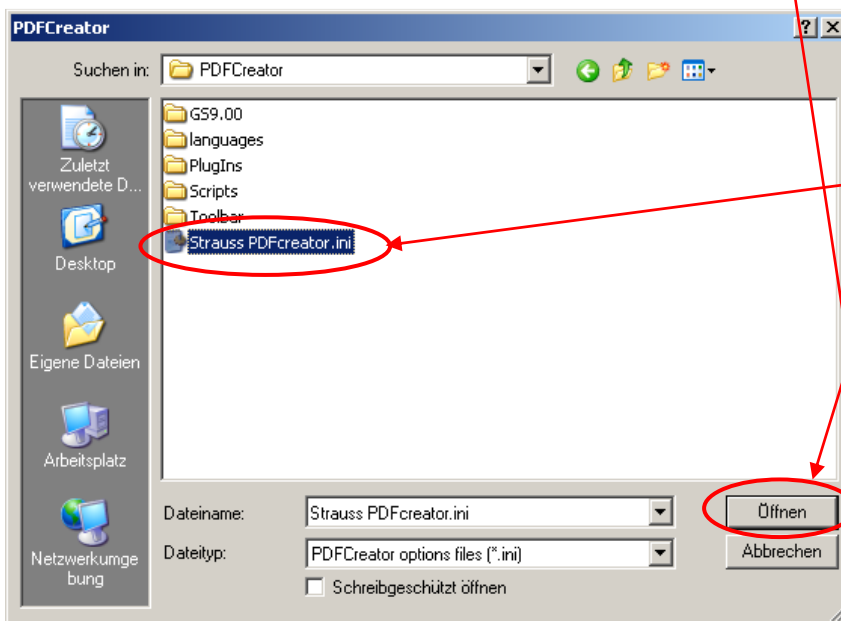 PDFCreator
Suchen in:
PDFCreator
GS9.00
languages
PlugIns
Scripts
Toolbar
Strauss PDFcreator.ini
Zuletzt
verwendete D...
Desktop
Eigene Dateien
Arbeitsplatz
Netzwerkumge
bung
Dateiname:
Strauss PDFcreator.ini
Öffnen
Dateityp:
PDFCreator options files (*.ini)
Abbrechen
Schreibgeschützt öffnen